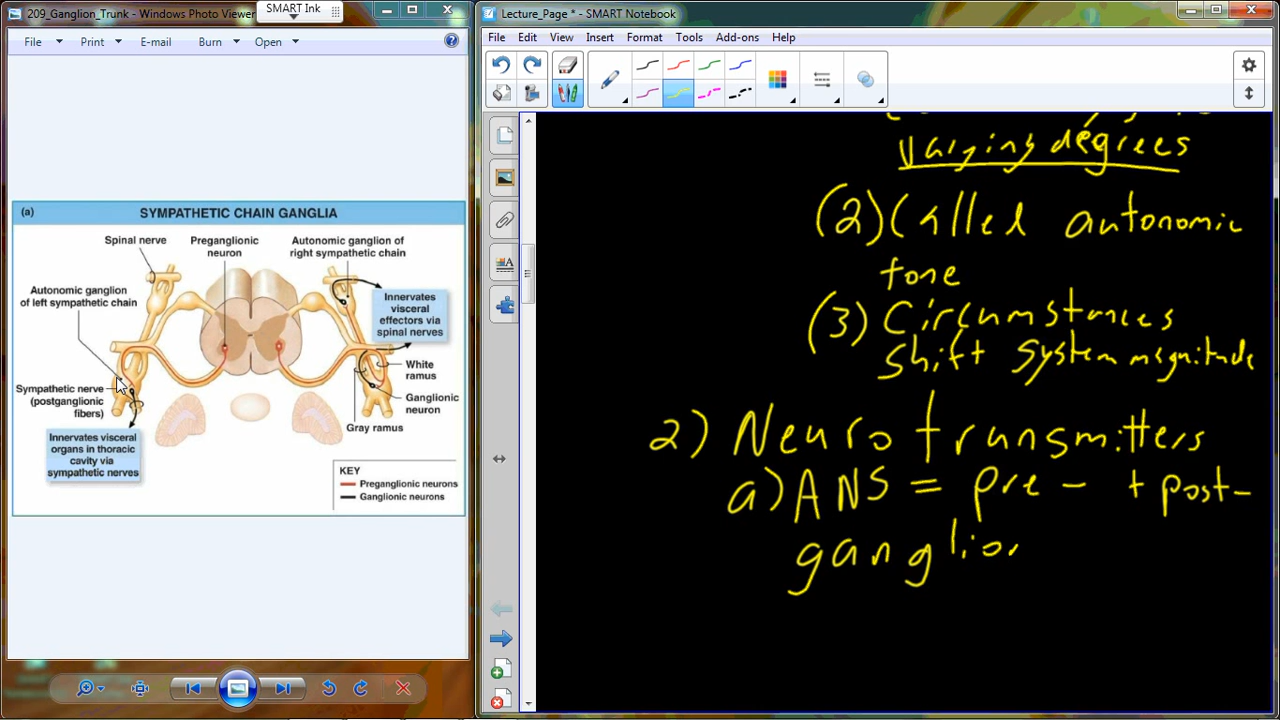 209_Ganglion_Trunk - Windows Photo Viewer
SMART Ink
File Print E-mail Burn Open
(a) SYMPATHETIC CHAIN GANGLIA
Spinal nerve
Preganglionic
neuron
Autonomic ganglion of
right sympathetic chain
Autonomic ganglion
of left sympathetic chain
Innervates
visceral
effectors via
spinal nerves
White
ramus
Sympathetic nerve
(postganglionic
fibers)
Ganglionic
neuron
Gray ramus
Innervates visceral
organs in thoracic
cavity via
sympathetic nerves
KEY
Preganglionic neurons
Ganglionic neurons
Lecture_Page * - SMART Notebook
File Edit View Insert Format Tools Add-ons Help
varying degrees
(2) Called autonomic
tone
(3) Circumstances
shift system magnitude
2) Neurotransmitters
a) ANS = pre- + post-
ganglion